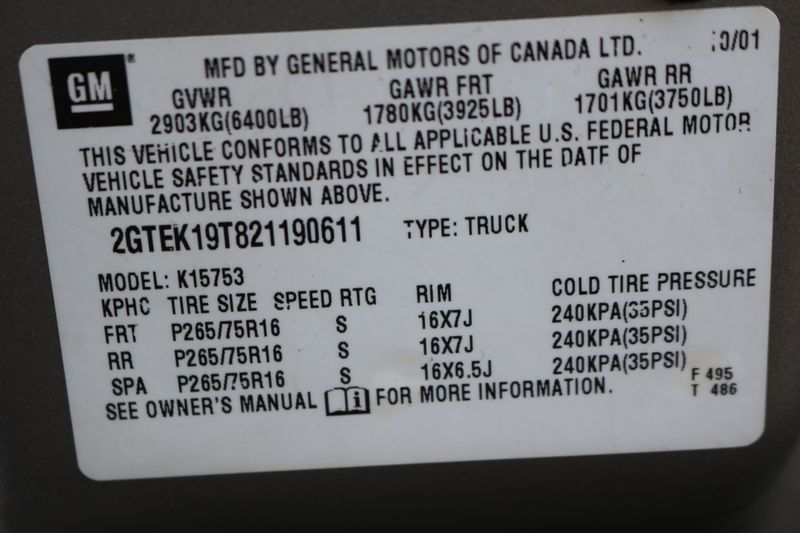 GM ® MFD BY GENERAL MOTORS OF CANADA LTD. 10/01
GVWR GAWR FRT GAWR RR
2903KG(6400LB) 1780KG(3925LB) 1701KG(3750LB)
THIS VEHICLE CONFORMS TO ALL APPLICABLE U.S. FEDERAL MOTOR
VEHICLE SAFETY STANDARDS IN EFFECT ON THE DATE OF
MANUFACTURE SHOWN ABOVE.
2GTEK19T821190611 TYPE: TRUCK
MODEL: K15753
KPHC TIRE SIZE SPEED RTG RIM COLD TIRE PRESSURE
FRT P265/75R16 S 16X7J 240KPA(35PSI)
RR P265/75R16 S 16X7J 240KPA(35PSI)
SPA P265/75R16 S 16X6.5J 240KPA(35PSI)
SEE OWNER'S MANUAL i FOR MORE INFORMATION.
F 495
T 486